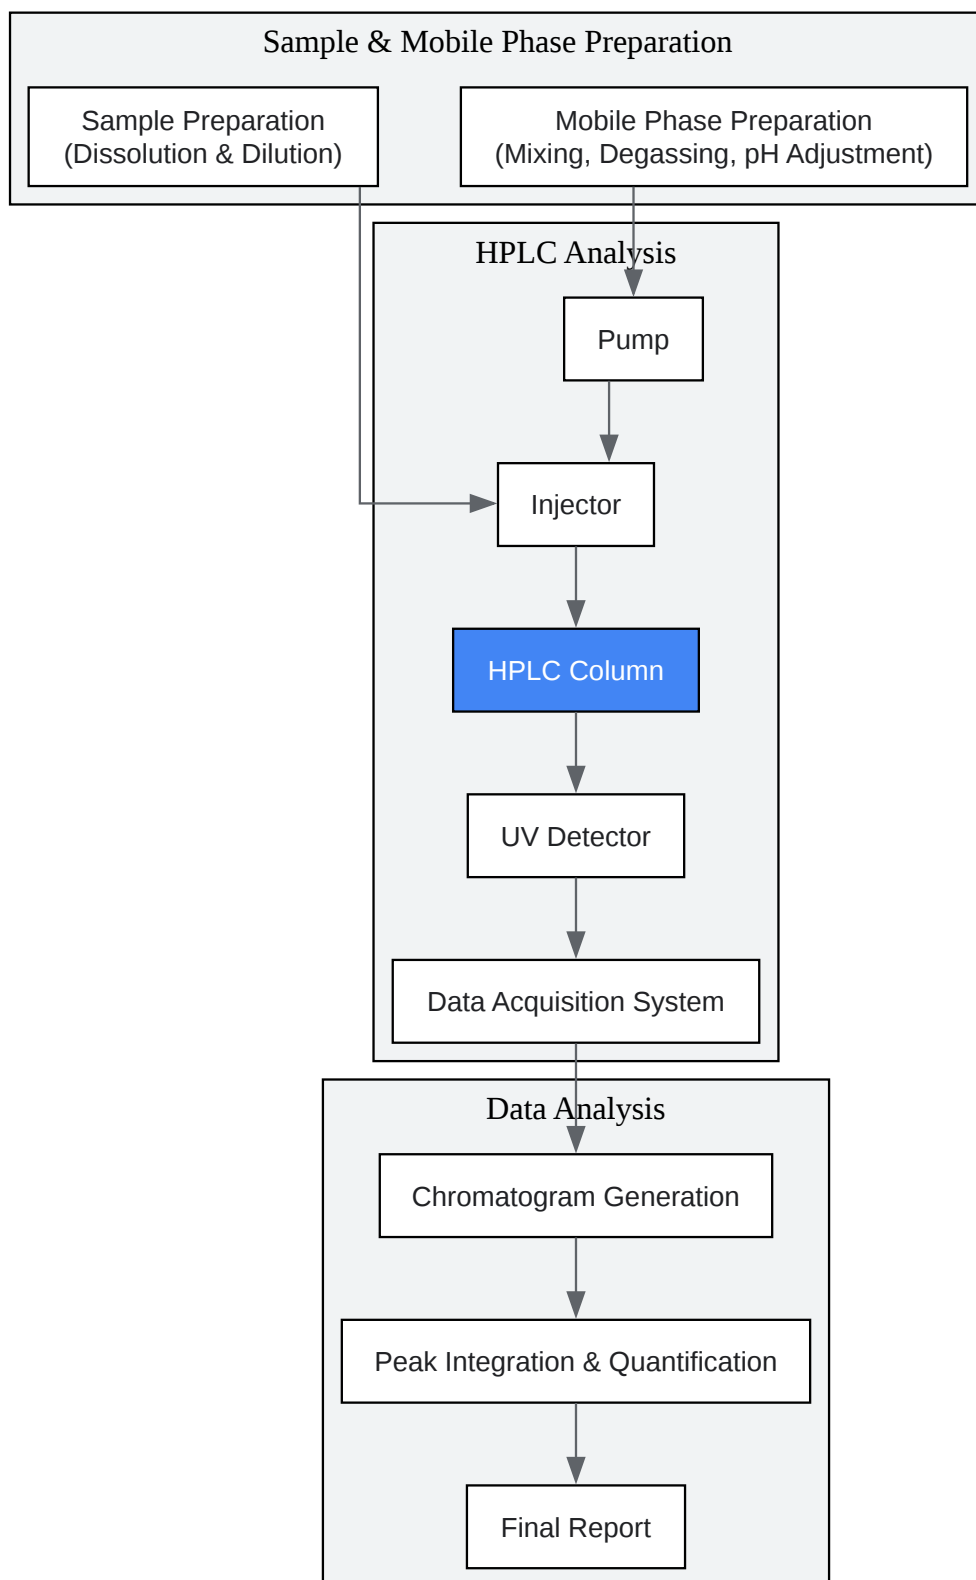 Sample & Mobile Phase Preparation
Sample Preparation
(Dissolution & Dilution)
Mobile Phase Preparation
(Mixing, Degassing, pH Adjustment)
HPLC Analysis
Pump
Injector
HPLC Column
UV Detector
Data Acquisition System
Data Analysis
Chromatogram Generation
Peak Integration & Quantification
Final Report